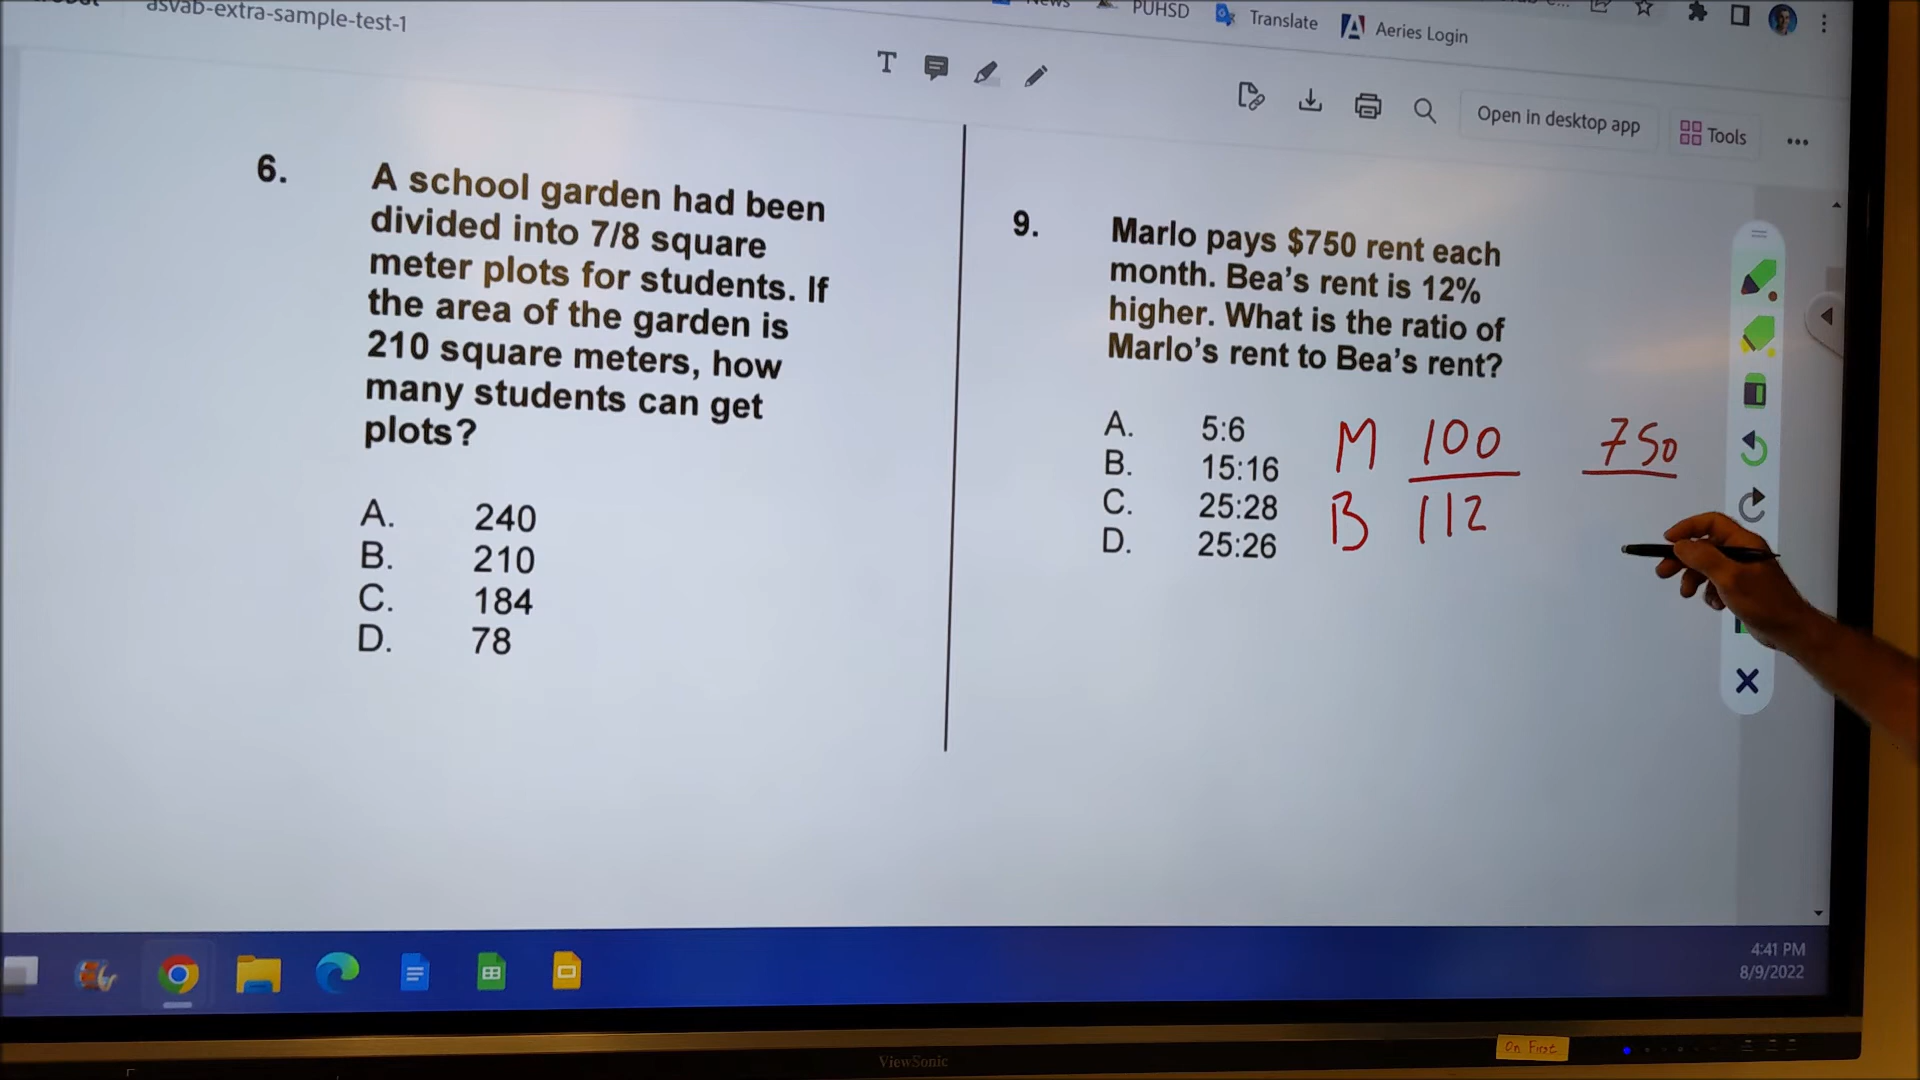 asvab-extra-sample-test-1
PUHSD
Translate
Aeries Login
Open in desktop app
Tools
6.
A school garden had been
divided into 7/8 square
meter plots for students. If
the area of the garden is
210 square meters, how
many students can get
plots?
A. 240
B. 210
C. 184
D. 78
9.
Marlo pays $750 rent each
month. Bea's rent is 12%
higher. What is the ratio of
Marlo's rent to Bea's rent?
A. 5:6
B. 15:16
C. 25:28
D. 25:26
M 100 750
B 112
4:41 PM
8/9/2022
ViewSonic
On First